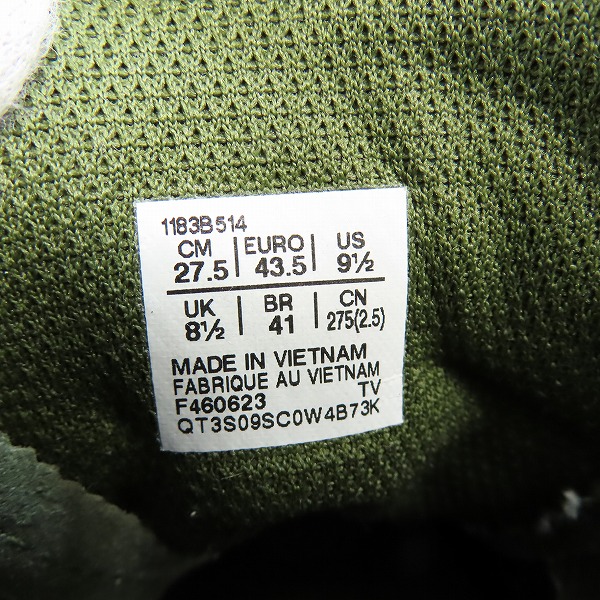 1183B514
CM EURO US
27.5 43.5 9½
UK BR CN
8½ 41 275(2.5)
MADE IN VIETNAM
FABRIQUE AU VIETNAM
F460623 TV
QT3S09SC0W4B73K